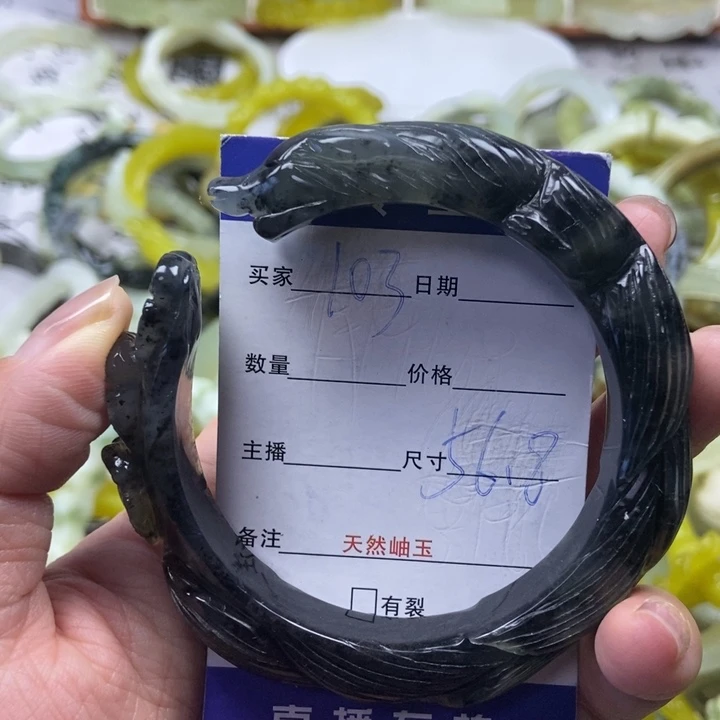 买家 103 日期
数量 价格
主播 尺寸 56.8
备注 天然岫玉
有裂